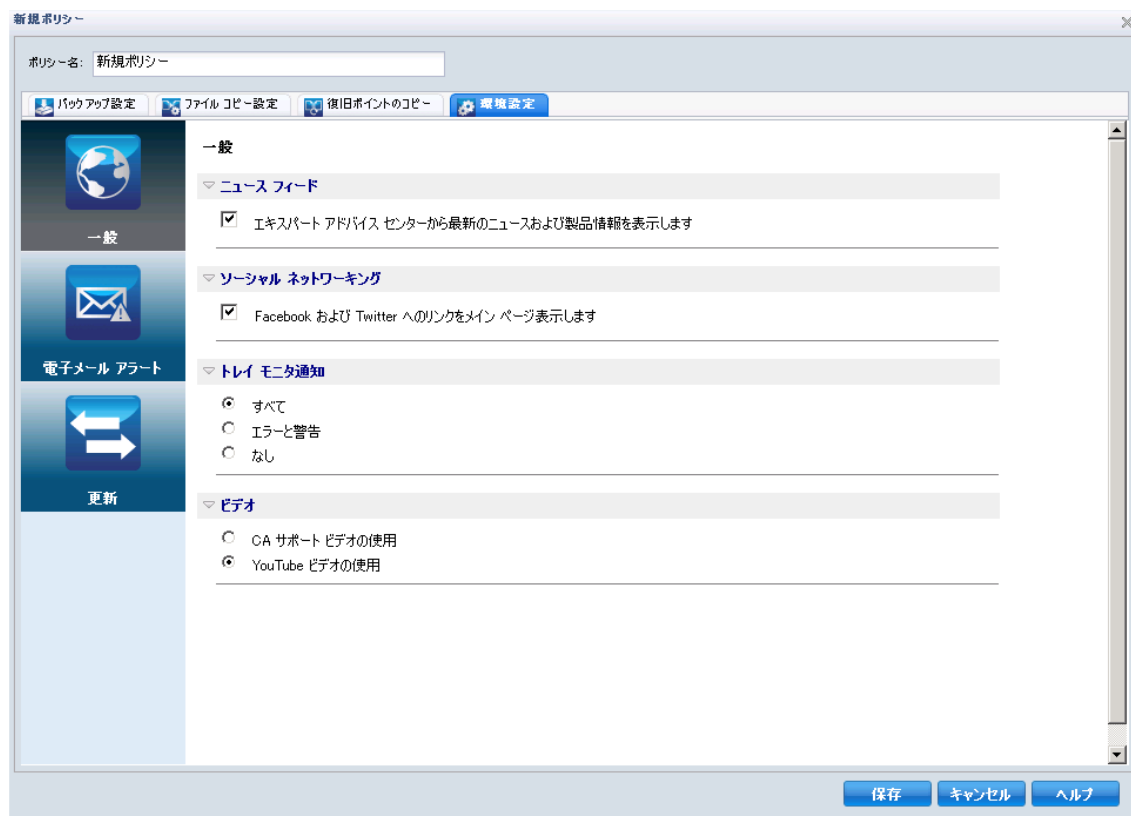 新規ポリシー
ポリシー名: 新規ポリシー
バックアップ設定 ファイル コピー設定 復旧ポイントのコピー 環境設定
一般
電子メール アラート
更新
一般
ニュース フィード
エキスパート アドバイス センターから最新のニュースおよび製品情報を表示します
ソーシャル ネットワーキング
Facebook および Twitter へのリンクをメイン ページ表示します
トレイ モニタ通知
すべて
エラーと警告
なし
ビデオ
CA サポート ビデオの使用
YouTube ビデオの使用
保存 キャンセル ヘルプ